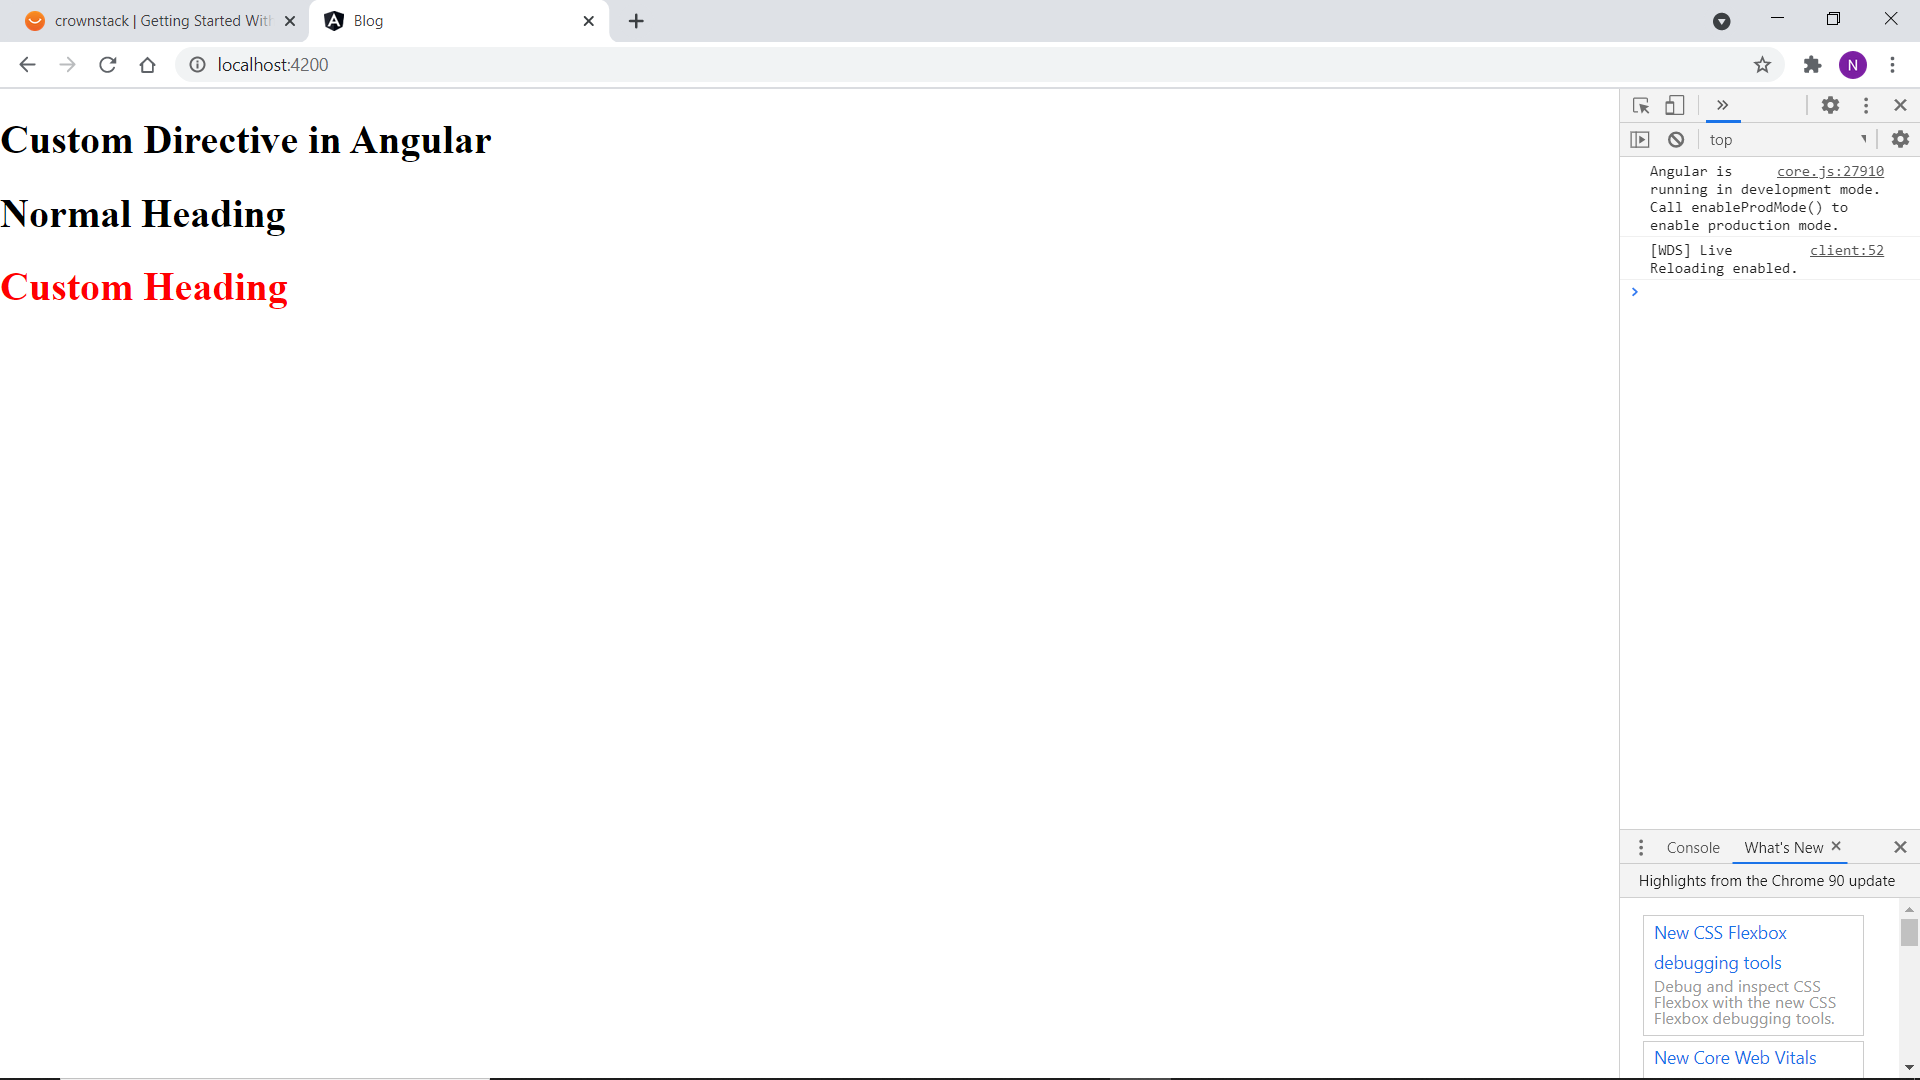 crownstack | Getting Started With
Blog
localhost:4200
N
Custom Directive in Angular
Normal Heading
Custom Heading
top
Angular is core.js:27910
running in development mode.
Call enableProdMode() to
enable production mode.
[WDS] Live client:52
Reloading enabled.
Console What's New
Highlights from the Chrome 90 update
New CSS Flexbox
debugging tools
Debug and inspect CSS
Flexbox with the new CSS
Flexbox debugging tools.
New Core Web Vitals